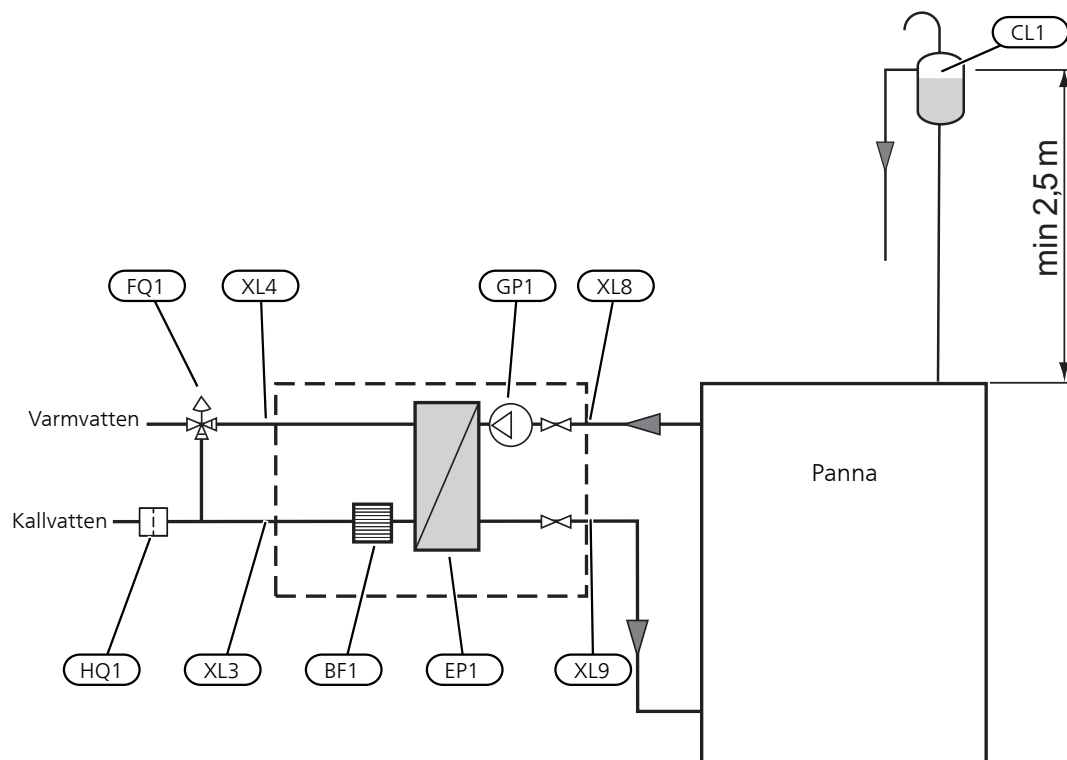 CL1
min 2,5 m
FQ1
XL4
GP1
XL8
Varmvatten
Panna
Kallvatten
HQ1
XL3
BF1
EP1
XL9